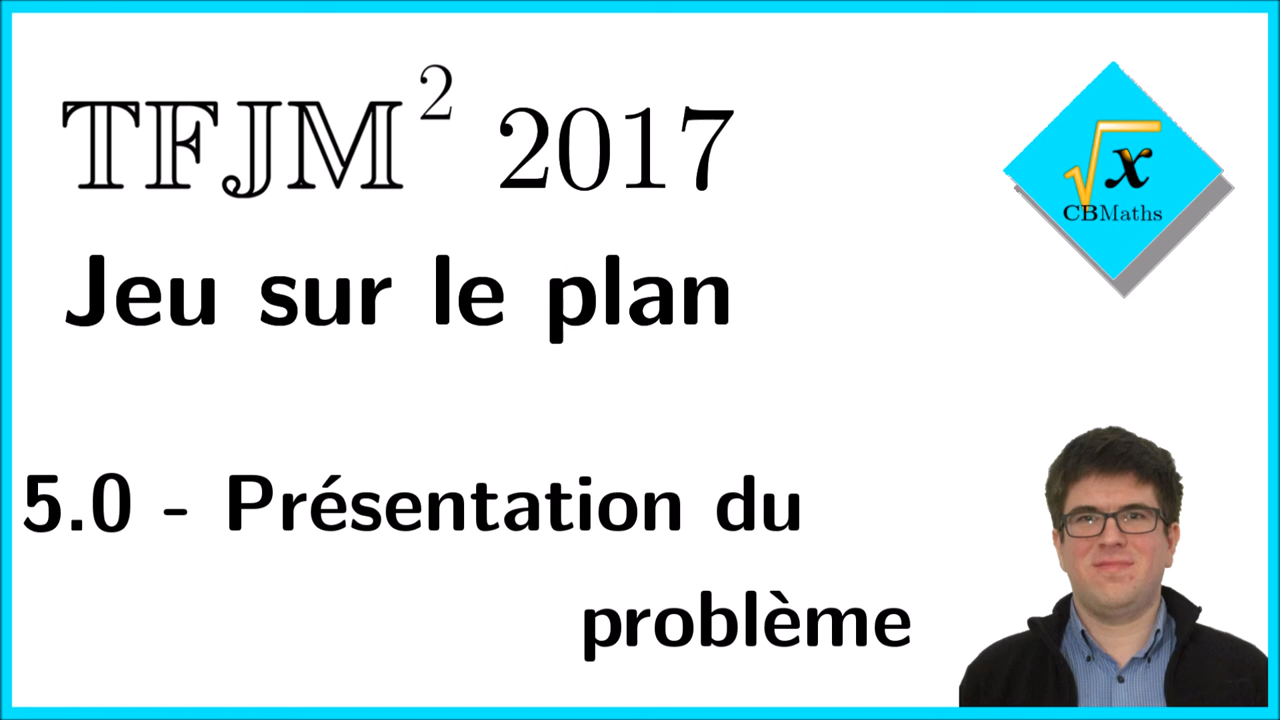 𝕋𝔽𝕁𝕄² 2017
Jeu sur le plan
√x
CBMaths
5.0 - Présentation du
problème